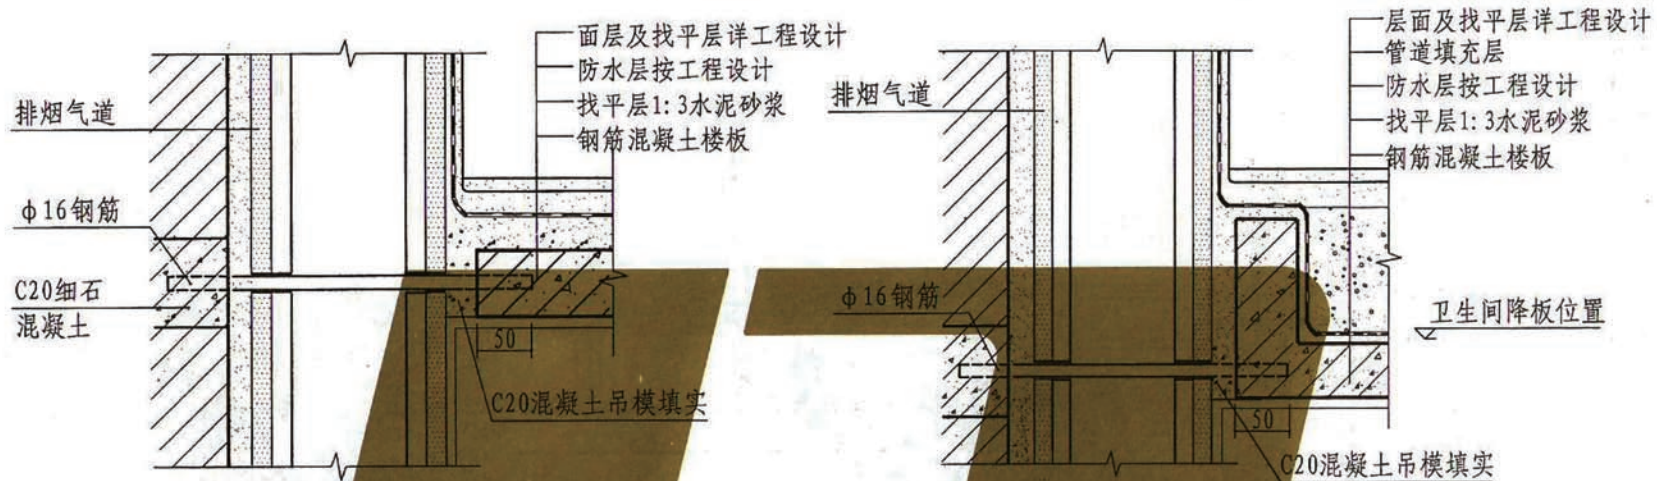 面层及找平层详工程设计
防水层按工程设计
找平层1:3水泥砂浆
钢筋混凝土楼板
排烟气道
ф16钢筋
C20细石
混凝土
50
C20混凝土吊模填实
层面及找平层详工程设计
管道填充层
防水层按工程设计
找平层1:3水泥砂浆
钢筋混凝土楼板
排烟气道
ф16钢筋
卫生间降板位置
50
C20混凝土吊模填实